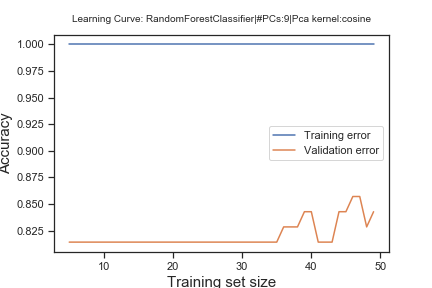 Learning Curve: RandomForestClassifier|#PCs:9|Pca kernel:cosine
1.000
0.975
0.950
0.925
0.900
0.875
0.850
0.825
Accuracy
Training error
Validation error
10
20
30
40
50
Training set size